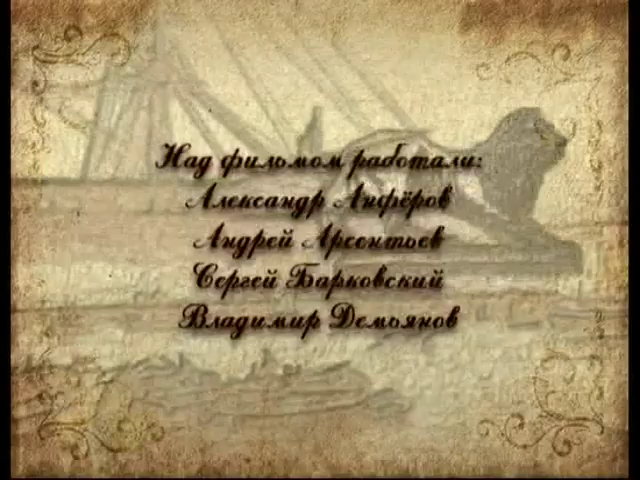 Над фильмом работали:
Александр Анфёров
Андрей Арсентьев
Сергей Барковский
Владимир Демьянов